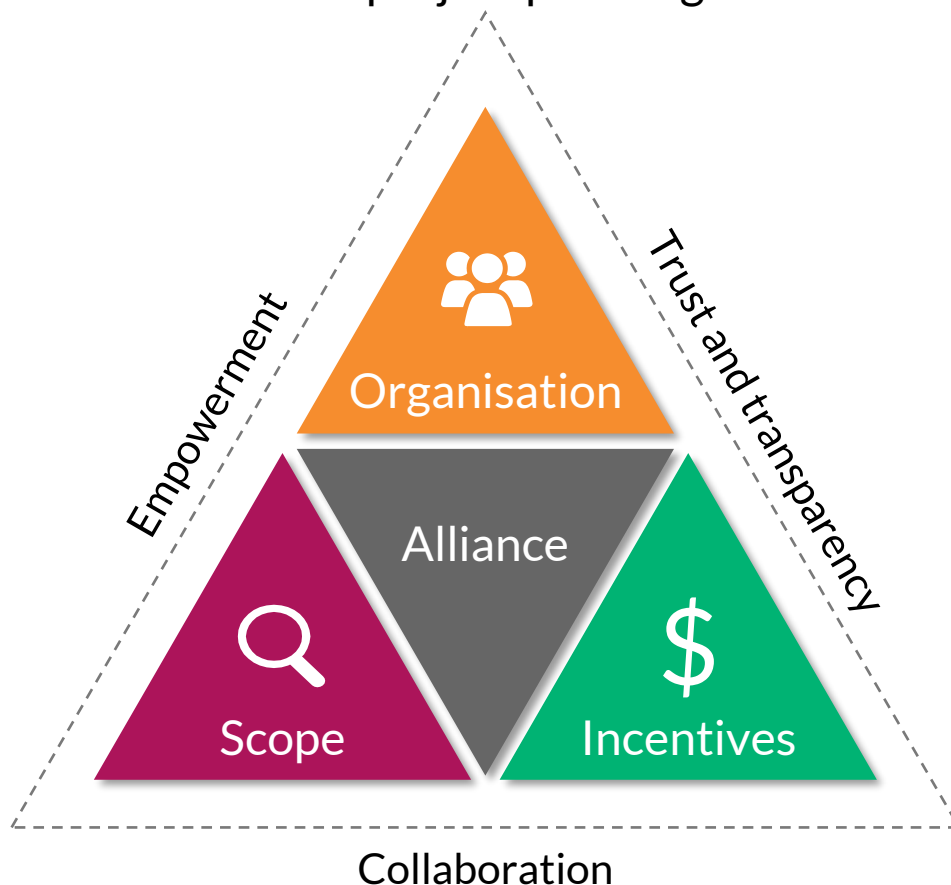 Organisation
Empowerment
Trust and transparency
Alliance
$
Scope
Incentives
Collaboration